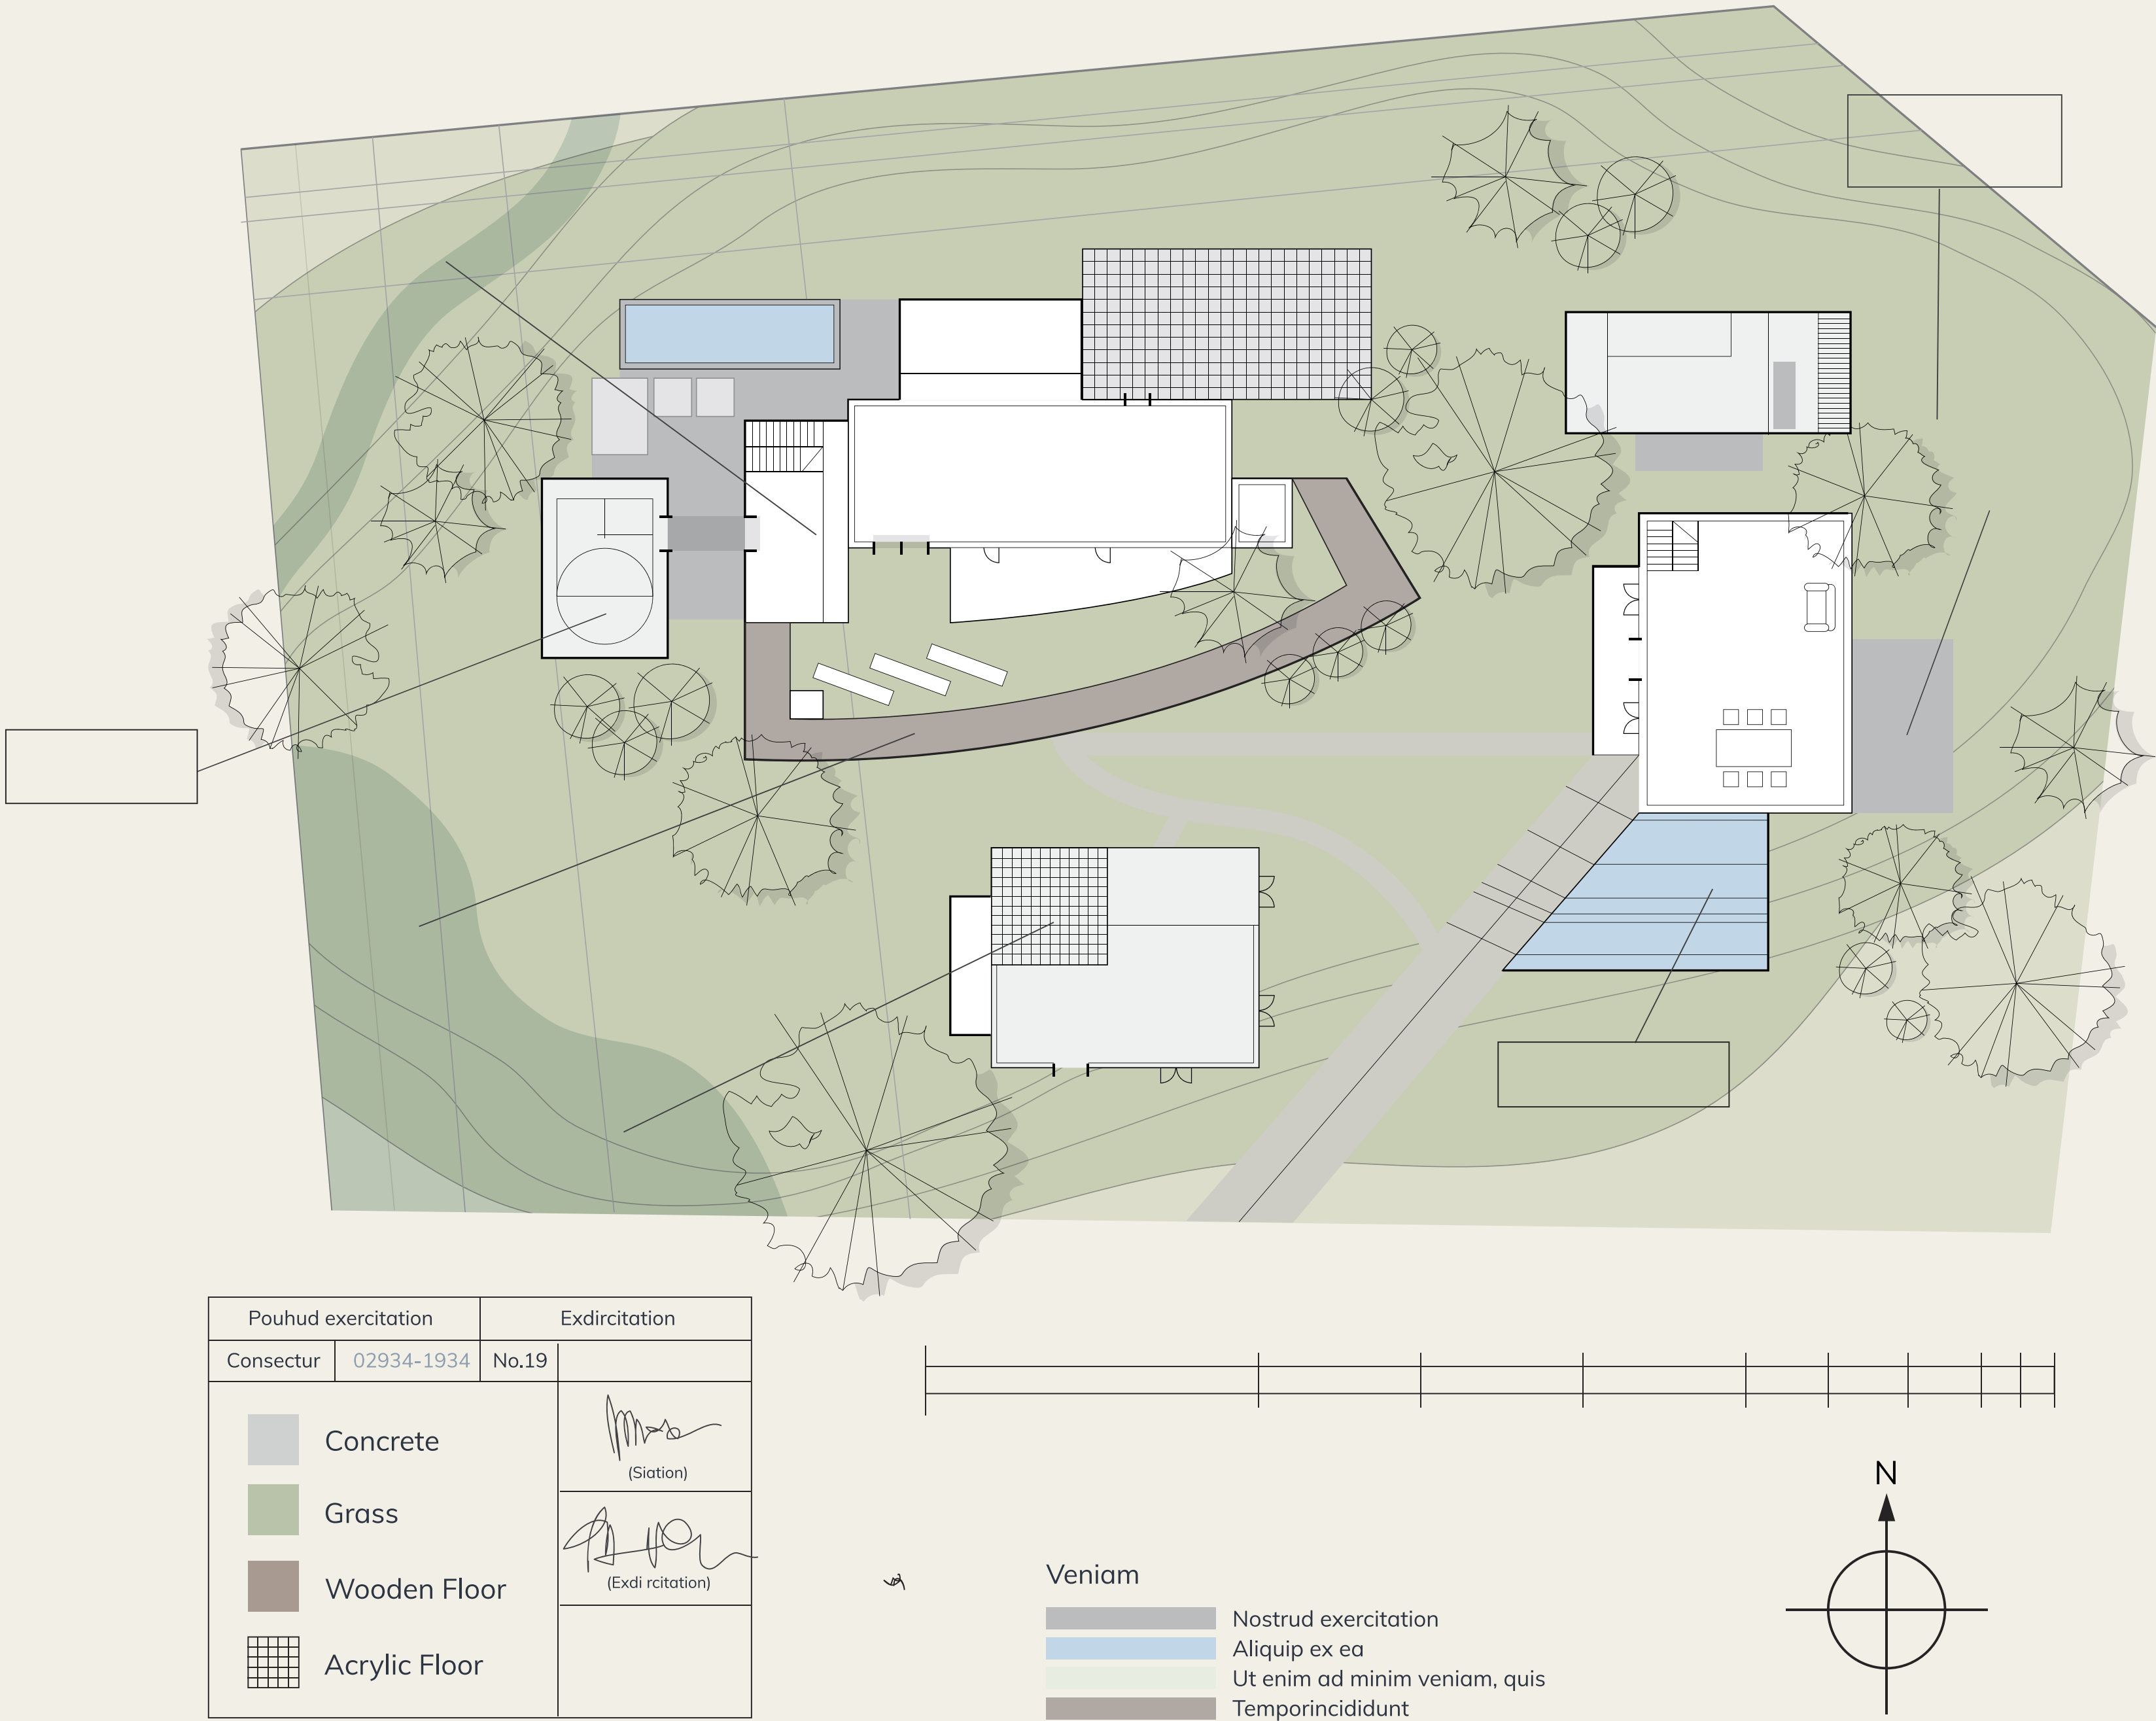 Pouhud exercitation
Exdircitation
Consectur
02934-1934
No.19
(Siation)
(Exdi rcitation)
Concrete
Grass
Wooden Floor
Acrylic Floor
Veniam
Nostrud exercitation
Aliquip ex ea
Ut enim ad minim veniam, quis
Temporincididunt
N